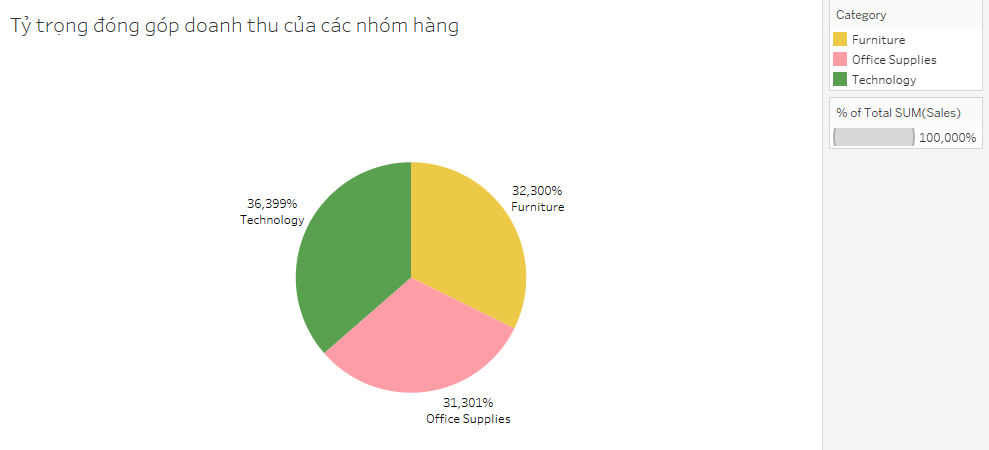 Tỷ trọng đóng góp doanh thu của các nhóm hàng
Category
Furniture
Office Supplies
Technology
% of Total SUM(Sales)
100,000%
32,300%
Furniture
36,399%
Technology
31,301%
Office Supplies